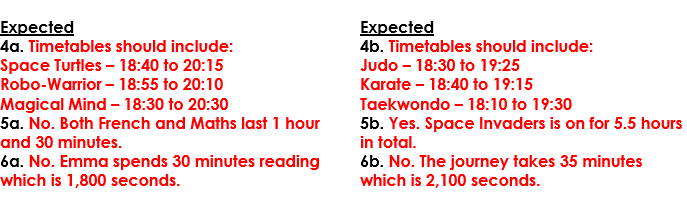 Expected
4a. Timetables should include:
Space Turtles – 18:40 to 20:15
Robo-Warrior – 18:55 to 20:10
Magical Mind – 18:30 to 20:30
5a. No. Both French and Maths last 1 hour
and 30 minutes.
6a. No. Emma spends 30 minutes reading
which is 1,800 seconds.
Expected
4b. Timetables should include:
Judo – 18:30 to 19:25
Karate – 18:40 to 19:15
Taekwondo – 18:10 to 19:30
5b. Yes. Space Invaders is on for 5.5 hours
in total.
6b. No. The journey takes 35 minutes
which is 2,100 seconds.